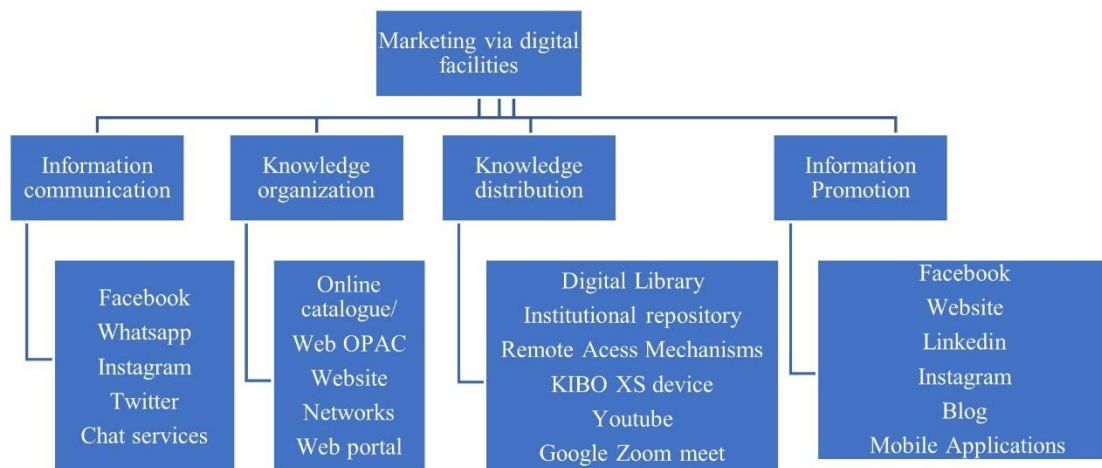 Marketing via digital
facilities
Information
communication
Knowledge
organization
Knowledge
distribution
Information
Promotion
Facebook
Whatsapp
Instagram
Twitter
Chat services
Online
catalogue/
Web OPAC
Website
Networks
Web portal
Digital Library
Institutional repository
Remote Acess Mechanisms
KIBO XS device
Youtube
Google Zoom meet
Facebook
Website
Linkedin
Instagram
Blog
Mobile Applications